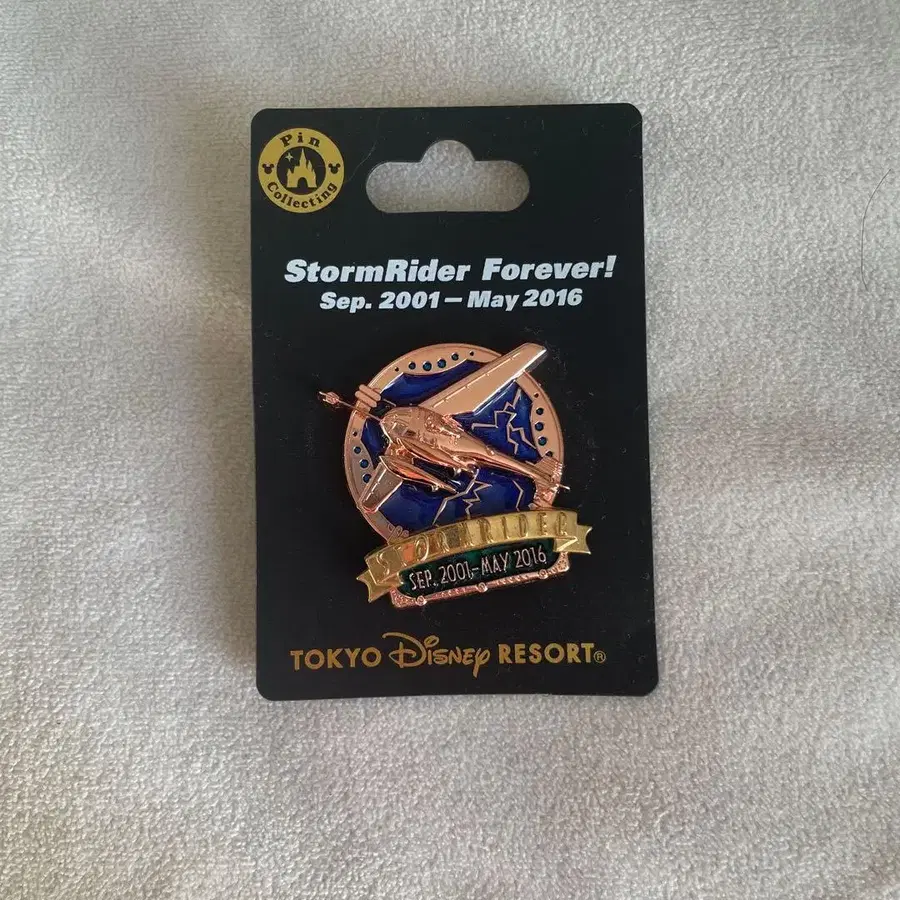 Pin
Collecting
StormRider Forever!
Sep. 2001 – May 2016
STORMRIDER
SEP. 2001–MAY 2016
TOKYO Disney RESORT®